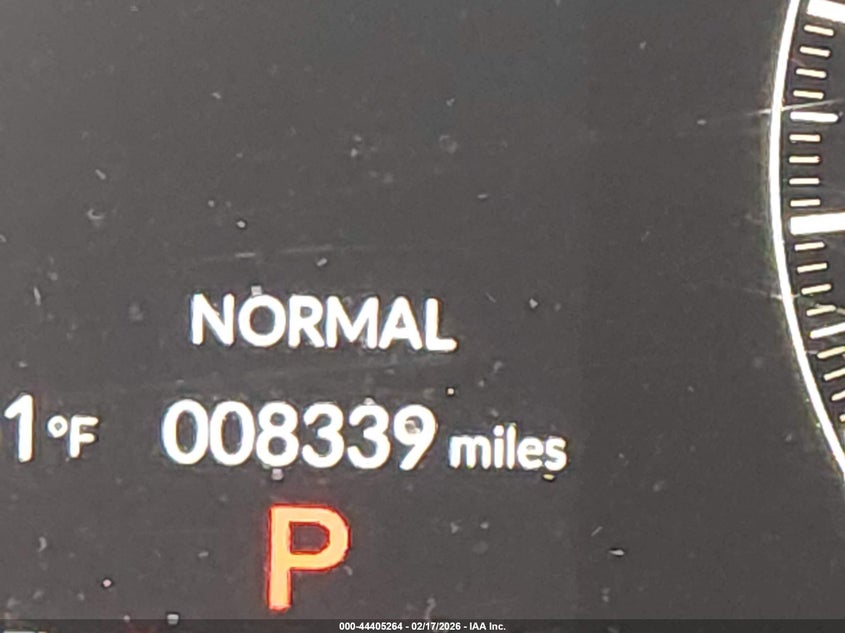 NORMAL
1°F 008339 miles
P
000-44405264 - 02/17/2026 - IAA Inc.